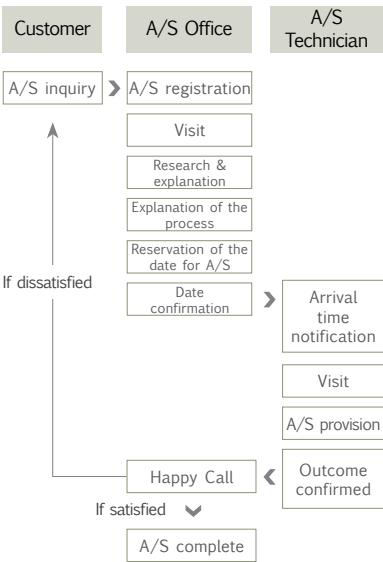 Customer
A/S Office
A/S
Technician
A/S inquiry
A/S registration
Visit
Research &
explanation
Explanation of the
process
Reservation of the
date for A/S
If dissatisfied
Date
confirmation
Arrival
time
notification
Visit
A/S provision
Happy Call
Outcome
confirmed
If satisfied
A/S complete